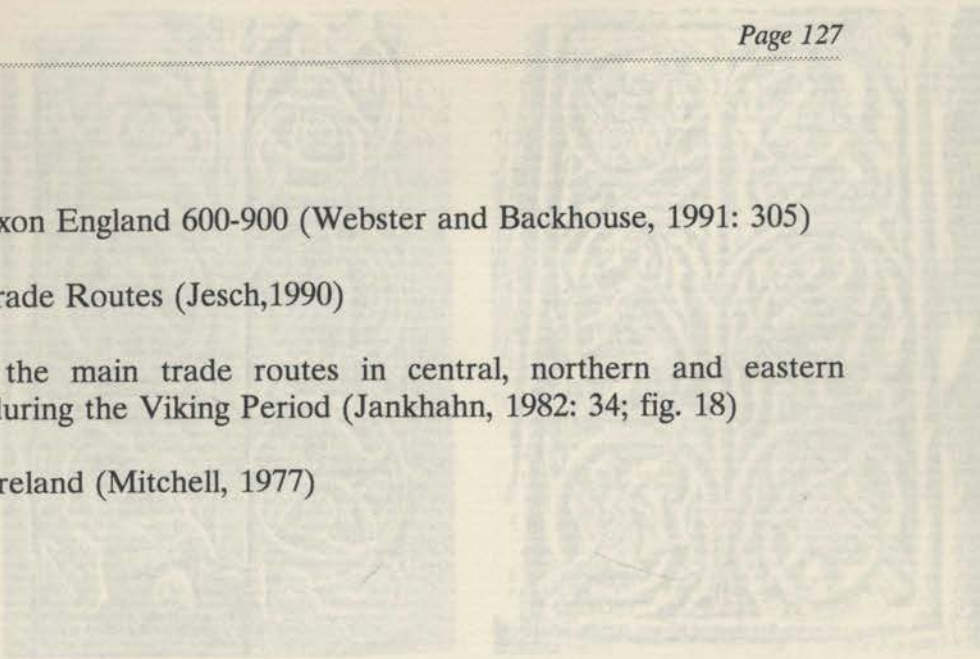 Page 127
xon England 600-900 (Webster and Backhouse, 1991: 305)
rade Routes (Jesch,1990)
the main trade routes in central, northern and eastern
luring the Viking Period (Jankhahn, 1982: 34; fig. 18)
reland (Mitchell, 1977)